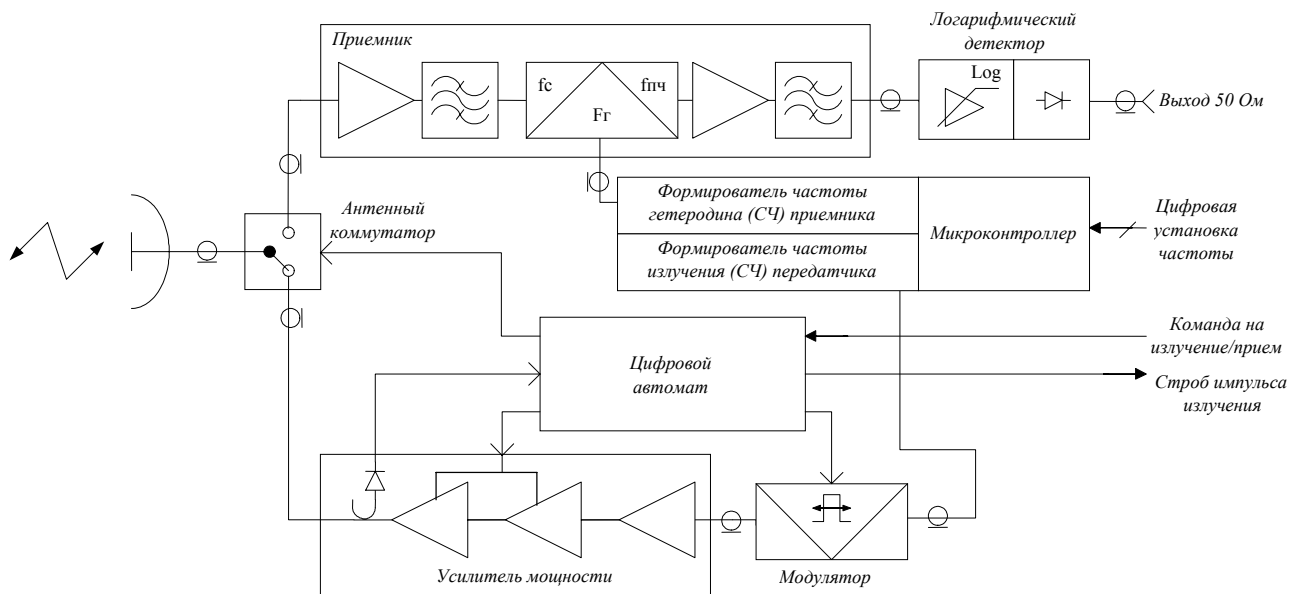 Приемник
Логарифмический
детектор
fс
fпч
Fг
Log
Выход 50 Ом
Антенный
коммутатор
Формирователь частоты
гетеродина (СЧ) приемника
Формирователь частоты
излучения (СЧ) передатчика
Микроконтроллер
Цифровая
установка
частоты
Цифровой
автомат
Команда на
излучение/прием
Строб импульса
излучения
Усилитель мощности
Модулятор